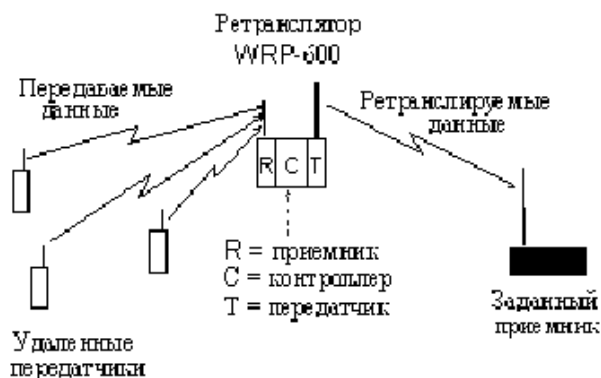 Ретранслятор
WRP-600
Передаваемые
данные
Ретранслируемые
данные
R C T
R = приемник
C = контроллер
T = передатчик
Заданный
приемник
Удаленные
передатчики